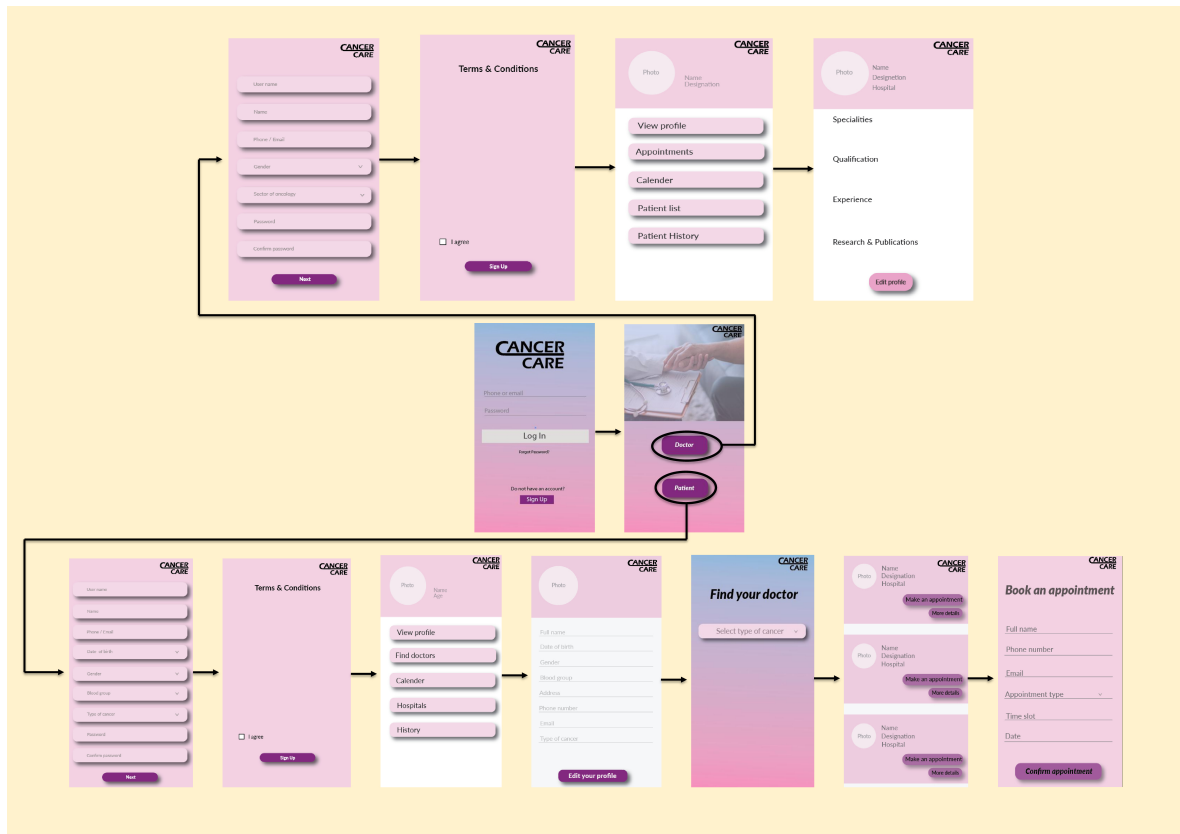 CANCER
CARE
User name
Name
Phone / Email
Gender
Doctor of oncology
Password
Confirm password
Next
CANCER
CARE
Terms & Conditions
I agree
Sign Up
CANCER
CARE
Photo
Name
Designation
View profile
Appointments
Calender
Patient list
Patient History
CANCER
CARE
Photo
Name
Designetion
Hospital
Specialities
Qualification
Experience
Research & Publications
Edit profile
CANCER
CARE
Phone or email
Password
Log In
Forgot Password?
Do not have an account?
Sign Up
CANCER
CARE
Doctor
Patient
CANCER
CARE
User name
Name
Phone / Email
Date of birth
Gender
Blood group
Type of cancer
Password
Confirm password
Next
CANCER
CARE
Terms & Conditions
I agree
Sign Up
CANCER
CARE
Photo
Name
Age
View profile
Find doctors
Calender
Hospitals
History
CANCER
CARE
Photo
Full name
Date of birth
Gender
Blood group
Address
Phone number
Email
Type of cancer
Edit your profile
CANCER
CARE
Find your doctor
Select type of cancer
CANCER
CARE
Photo
Name
Designation
Hospital
Make an appointment
More details
CANCER
CARE
Photo
Name
Designation
Hospital
Make an appointment
More details
CANCER
CARE
Photo
Name
Designation
Hospital
Make an appointment
More details
CANCER
CARE
Book an appointment
Full name
Phone number
Email
Appointment type
Time slot
Date
Confirm appointment